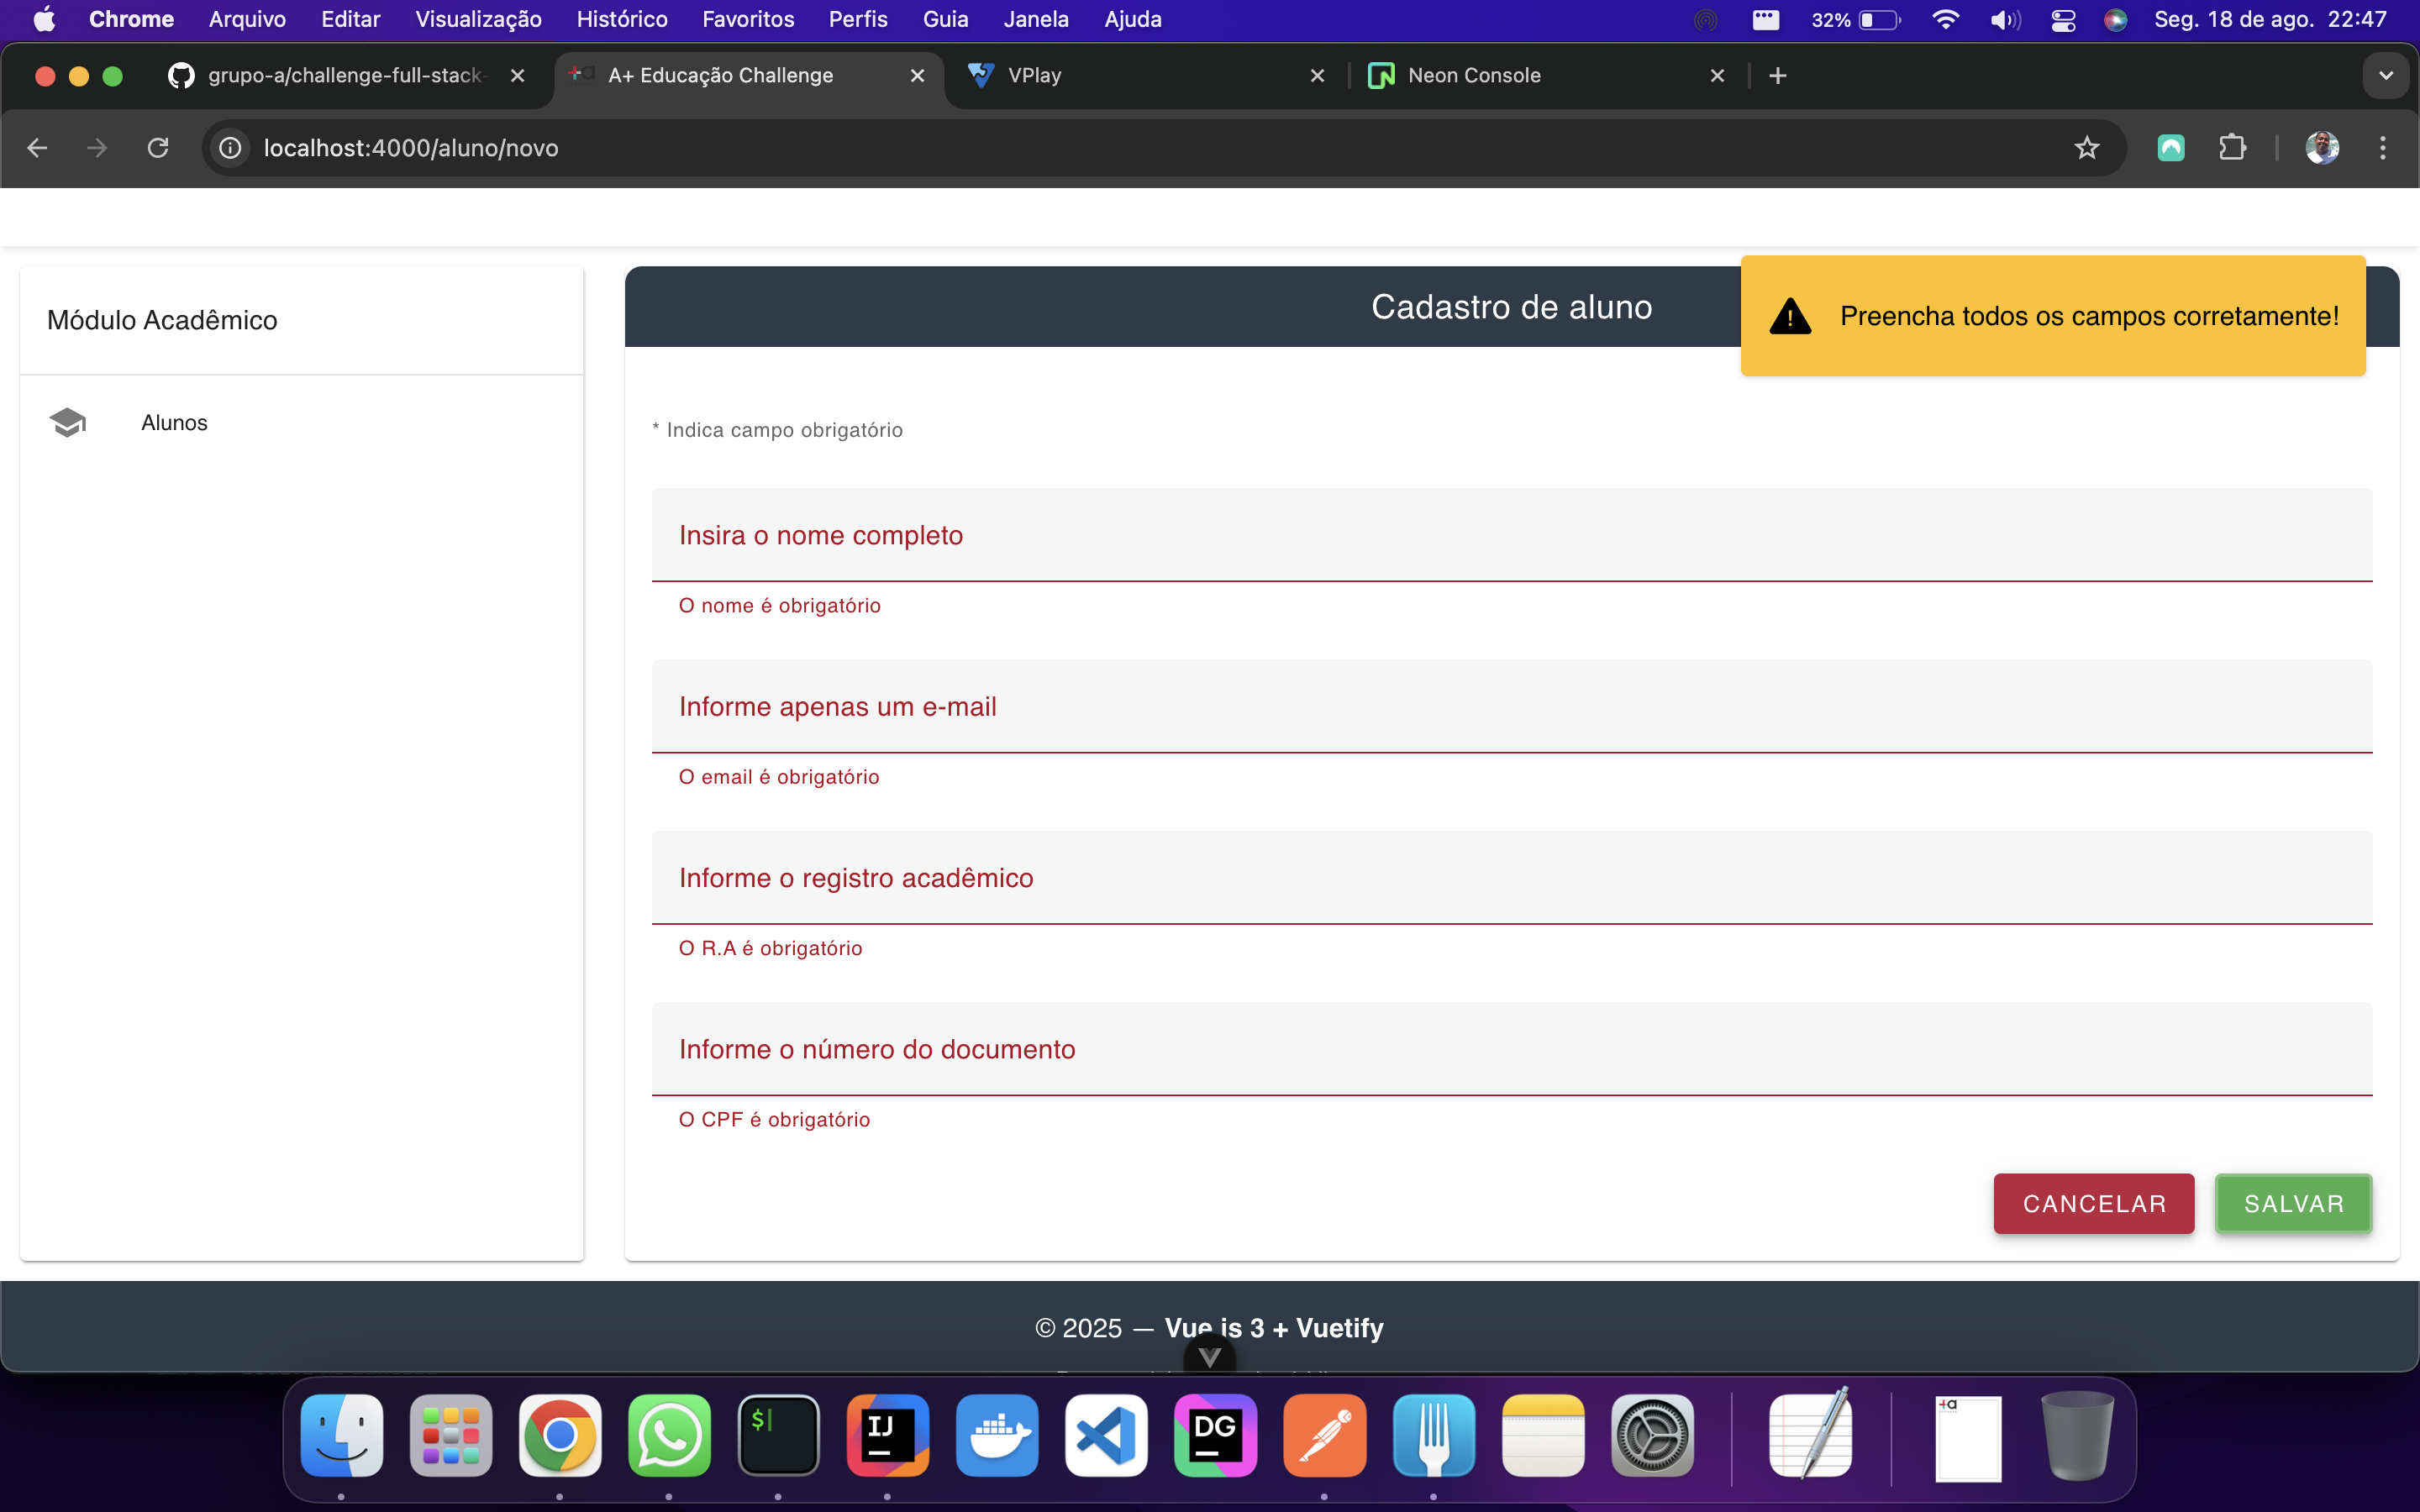 Chrome Arquivo Editar Visualização Histórico Favoritos Perfis Guia Janela Ajuda 32% Seg. 18 de ago. 22:47
grupo-a/challenge-full-stack- A+ Educação Challenge VPlay Neon Console
localhost:4000/aluno/novo
Módulo Acadêmico
Alunos
Cadastro de aluno
Preencha todos os campos corretamente!
* Indica campo obrigatório
Insira o nome completo
O nome é obrigatório
Informe apenas um e-mail
O email é obrigatório
Informe o registro acadêmico
O R.A é obrigatório
Informe o número do documento
O CPF é obrigatório
CANCELAR SALVAR
© 2025 — Vue js 3 + Vuetify
$ IJ DG +a